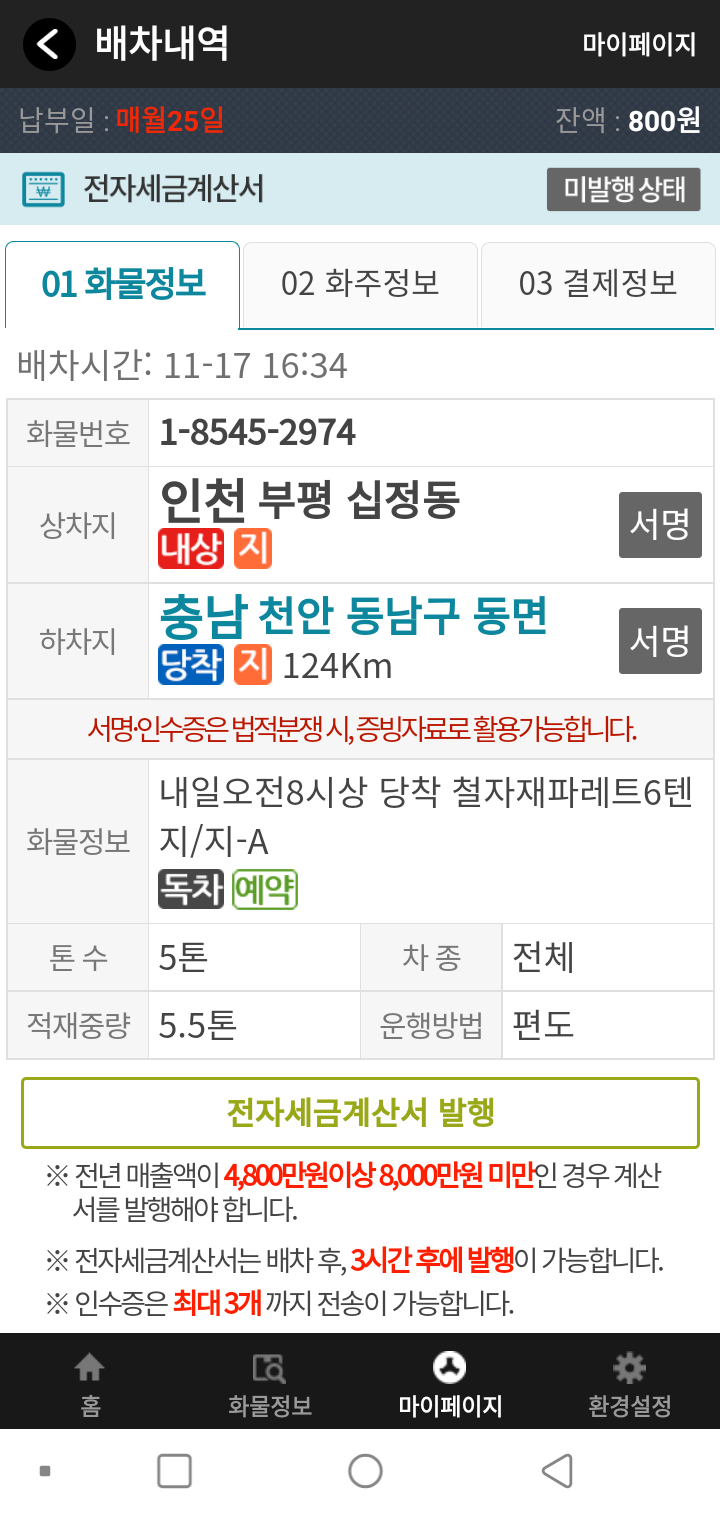 배차내역 마이페이지
납부일 : 매월25일 잔액 : 800원
전자세금계산서 미발행상태
01 화물정보 02 화주정보 03 결제정보
배차시간: 11-17 16:34
화물번호 1-8545-2974
상차지 인천 부평 십정동 서명
내상 지
하차지 충남 천안 동남구 동면 서명
당착 지 124Km
서명·인수증은 법적분쟁 시, 증빙자료로 활용가능합니다.
화물정보 내일오전8시상 당착 철자재파레트6텐
지/지-A
독차 예약
톤 수 5톤 차 종 전체
적재중량 5.5톤 운행방법 편도
전자세금계산서 발행
※ 전년 매출액이 4,800만원이상 8,000만원 미만인 경우 계산
서를 발행해야 합니다.
※ 전자세금계산서는 배차 후, 3시간 후에 발행이 가능합니다.
※ 인수증은 최대 3개 까지 전송이 가능합니다.
홈 화물정보 마이페이지 환경설정